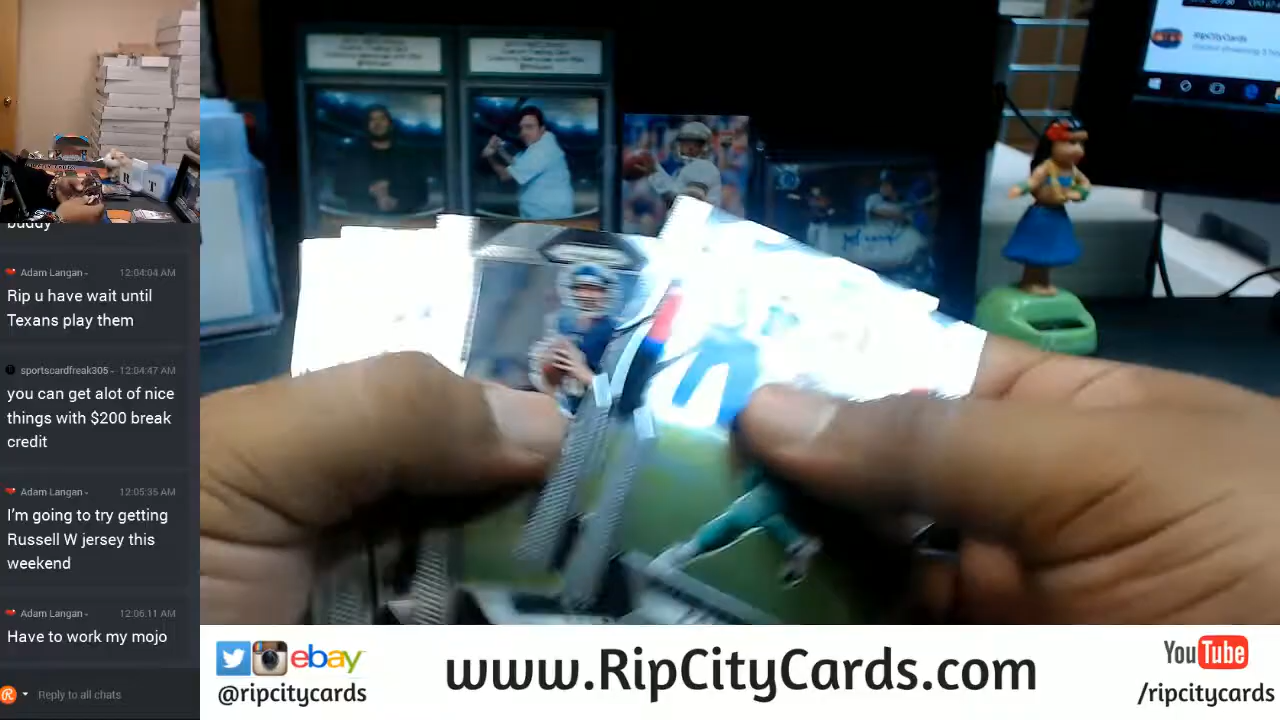 buddy
Adam Langan - 12:04:04 AM
Rip u have wait until
Texans play them
sportscardfreak305 - 12:04:47 AM
you can get alot of nice
things with $200 break
credit
Adam Langan - 12:05:35 AM
I'm going to try getting
Russell W jersey this
weekend
Adam Langan - 12:06:11 AM
Have to work my mojo
Reply to all chats
RipCityCards
ebay
@ripcitycards
www.RipCityCards.com
YouTube
/ripcitycards